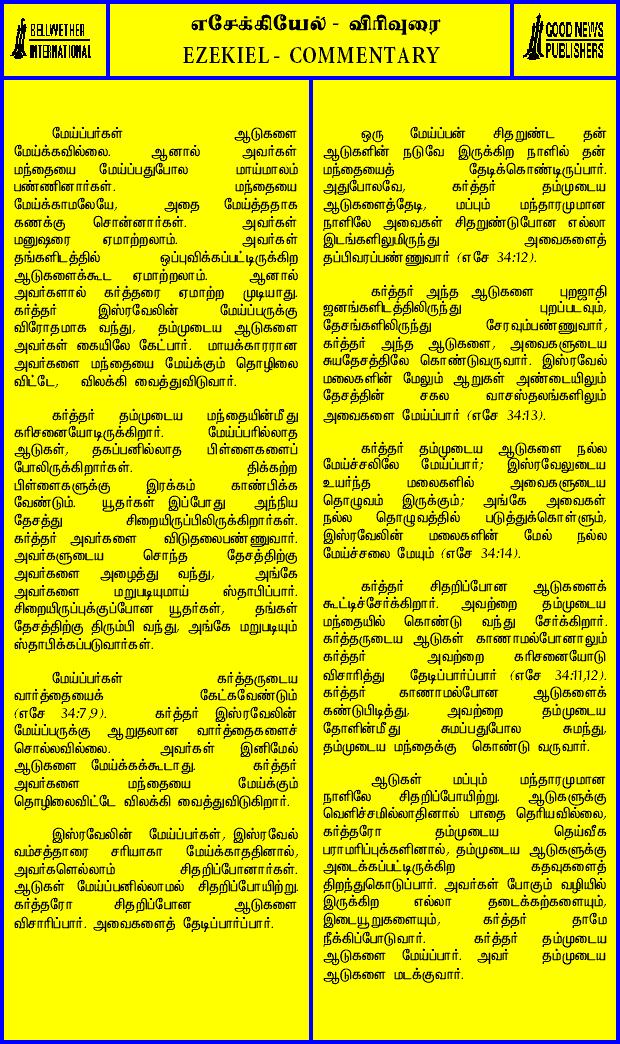 BELLWETHER
INTERNATIONAL
எசேக்கியேல் - விரிவுரை
EZEKIEL - COMMENTARY
GOOD NEWS
PUBLISHERS
மேய்ப்பர்கள் ஆடுகளை
மேய்க்கவில்லை. ஆனால் அவர்கள்
மந்தையை மேய்ப்பதுபோல மாய்மாலம்
பண்ணினார்கள். மந்தையை
மேய்க்காமலேயே, அதை மேய்த்ததாக
கணக்கு சொன்னார்கள். அவர்கள்
மனுஷரை ஏமாற்றலாம். அவர்கள்
தங்களிடத்தில் ஒப்புவிக்கப்பட்டிருக்கிற
ஆடுகளைக்கூட ஏமாற்றலாம். ஆனால்
அவர்களால் கர்த்தரை ஏமாற்ற முடியாது.
கர்த்தர் இஸ்ரவேலின் மேய்ப்பருக்கு
விரோதமாக வந்து, தம்முடைய ஆடுகளை
அவர்கள் கையிலே கேட்பார். மாயக்காரரான
அவர்களை மந்தையை மேய்க்கும் தொழிலை
விட்டே, விலக்கி வைத்துவிடுவார்.
கர்த்தர் தம்முடைய மந்தையின்மீது
கரிசனையோடிருக்கிறார். மேய்பரில்லாத
ஆடுகள், தகப்பனில்லாத பிள்ளைகளைப்
போலிருக்கிறார்கள். திக்கற்ற
பிள்ளைகளுக்கு இரக்கம் காண்பிக்க
வேண்டும். யூதர்கள் இப்போது அந்நிய
தேசத்து சிறையிருப்பிலிருக்கிறார்கள்.
கர்த்தர் அவர்களை விடுதலைபண்ணுவார்.
அவர்களுடைய சொந்த தேசத்திற்கு
அவர்களை அழைத்து வந்து, அங்கே
அவர்களை மறுபடியுமாய் ஸ்தாபிப்பார்.
சிறையிருப்புக்குப்போன யூதர்கள், தங்கள்
தேசத்திற்கு திரும்பி வந்து, அங்கே மறுபடியும்
ஸ்தாபிக்கப்படுவார்கள்.
மேய்ப்பர்கள் கர்த்தருடைய
வார்த்தையைக் கேட்கவேண்டும்
(எசே 34:7,9). கர்த்தர் இஸ்ரவேலின்
மேய்ப்பருக்கு ஆறுதலான வார்த்தைகளைச்
சொல்லவில்லை. அவர்கள் இனிமேல்
ஆடுகளை மேய்க்கக்கூடாது. கர்த்தர்
அவர்களை மந்தையை மேய்க்கும்
தொழிலைவிட்டே விலக்கி வைத்துவிடுகிறார்.
இஸ்ரவேலின் மேய்ப்பர்கள், இஸ்ரவேல்
வம்சத்தாரை சரியாகா மேய்க்காததினால்,
அவர்களெல்லாம் சிதறிப்போனார்கள்.
ஆடுகள் மேய்ப்பனில்லாமல் சிதறிப்போயிற்று.
கர்த்தரோ சிதறிப்போன ஆடுகளை
விசாரிப்பார். அவைகளைத் தேடிப்பார்ப்பார்.
ஒரு மேய்ப்பன் சிதறுண்ட தன்
ஆடுகளின் நடுவே இருக்கிற நாளில் தன்
மந்தையைத் தேடிக்கொண்டிருப்பார்.
அதுபோலவே, கர்த்தர் தம்முடைய
ஆடுகளைத்தேடி, மப்பும் மந்தாரமுமான
நாளிலே அவைகள் சிதறுண்டுபோன எல்லா
இடங்களிலுமிருந்து அவைகளைத்
தப்பிவரப்பண்ணுவார் (எசே 34:12).
கர்த்தர் அந்த ஆடுகளை புறஜாதி
ஜனங்களிடத்திலிருந்து புறப்படவும்,
தேசங்களிலிருந்து சேரவும்பண்ணுவார்,
கர்த்தர் அந்த ஆடுகளை, அவைகளுடைய
சுயதேசத்திலே கொண்டுவருவார். இஸ்ரவேல்
மலைகளின் மேலும் ஆறுகள் அண்டையிலும்
தேசத்தின் சகல வாசஸ்தலங்களிலும்
அவைகளை மேய்ப்பார் (எசே 34:13).
கர்த்தர் தம்முடைய ஆடுகளை நல்ல
மேய்ச்சலிலே மேய்ப்பார்; இஸ்ரவேலுடைய
உயர்ந்த மலைகளில் அவைகளுடைய
தொழுவம் இருக்கும்; அங்கே அவைகள்
நல்ல தொழுவத்தில் படுத்துக்கொள்ளும்,
இஸ்ரவேலின் மலைகளின் மேல் நல்ல
மேய்ச்சலை மேயும் (எசே 34:14).
கர்த்தர் சிதறிப்போன ஆடுகளைக்
கூட்டிச்சேர்க்கிறார். அவற்றை தம்முடைய
மந்தையில் கொண்டு வந்து சேர்க்கிறார்.
கர்த்தருடைய ஆடுகள் காணாமல்போனாலும்
கர்த்தர் அவற்றை கரிசனையோடு
விசாரித்து தேடிப்பார்ப்பார் (எசே 34:11,12).
கர்த்தர் காணாமல்போன ஆடுகளைக்
கண்டுபிடித்து, அவற்றை தம்முடைய
தோளின்மீது சுமப்பதுபோல சுமந்து,
தம்முடைய மந்தைக்கு கொண்டு வருவார்.
ஆடுகள் மப்பும் மந்தாரமுமான
நாளிலே சிதறிப்போயிற்று. ஆடுகளுக்கு
வெளிச்சமில்லாதினால் பாதை தெரியவில்லை,
கர்த்தரோ தம்முடைய தெய்வீக
பராமரிப்புக்களினால், தம்முடைய ஆடுகளுக்கு
அடைக்கப்பட்டிருக்கிற கதவுகளைத்
திறந்துகொடுப்பார். அவர்கள் போகும் வழியில்
இருக்கிற எல்லா தடைக்கற்களையும்,
இடையூறுகளையும், கர்த்தர் தாமே
நீக்கிப்போடுவார். கர்த்தர் தம்முடைய
ஆடுகளை மேய்ப்பார். அவர் தம்முடைய
ஆடுகளை மடக்குவார்.